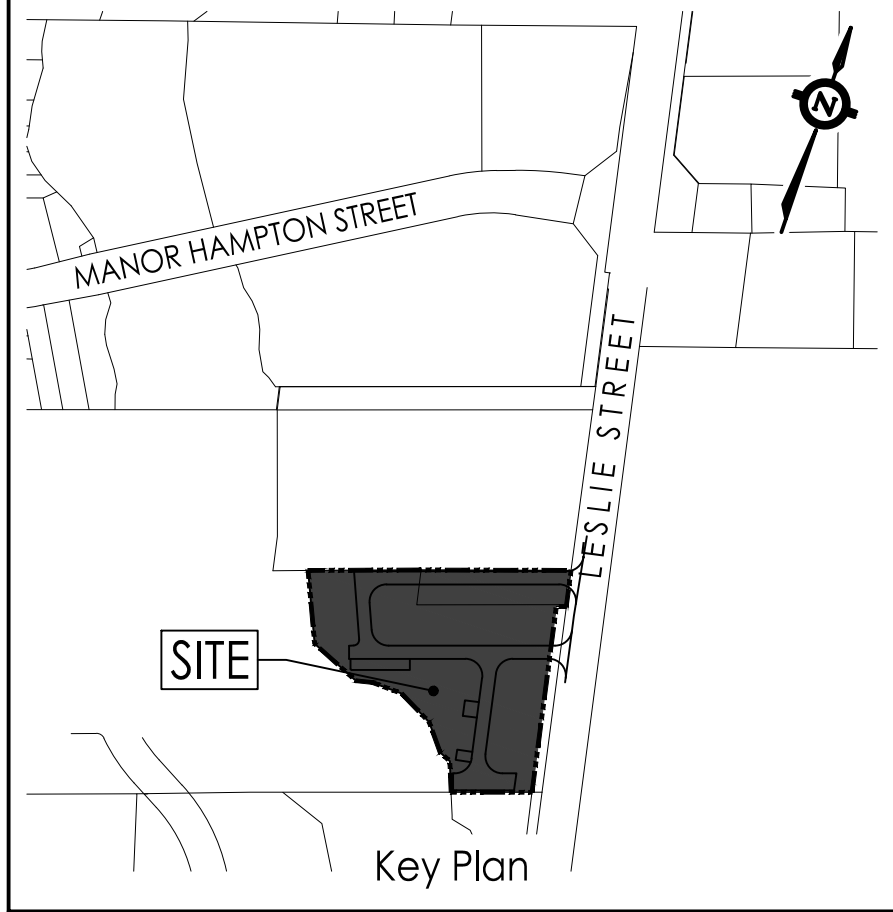 N
MANOR HAMPTON STREET
LESLIE STREET
SITE
Key Plan